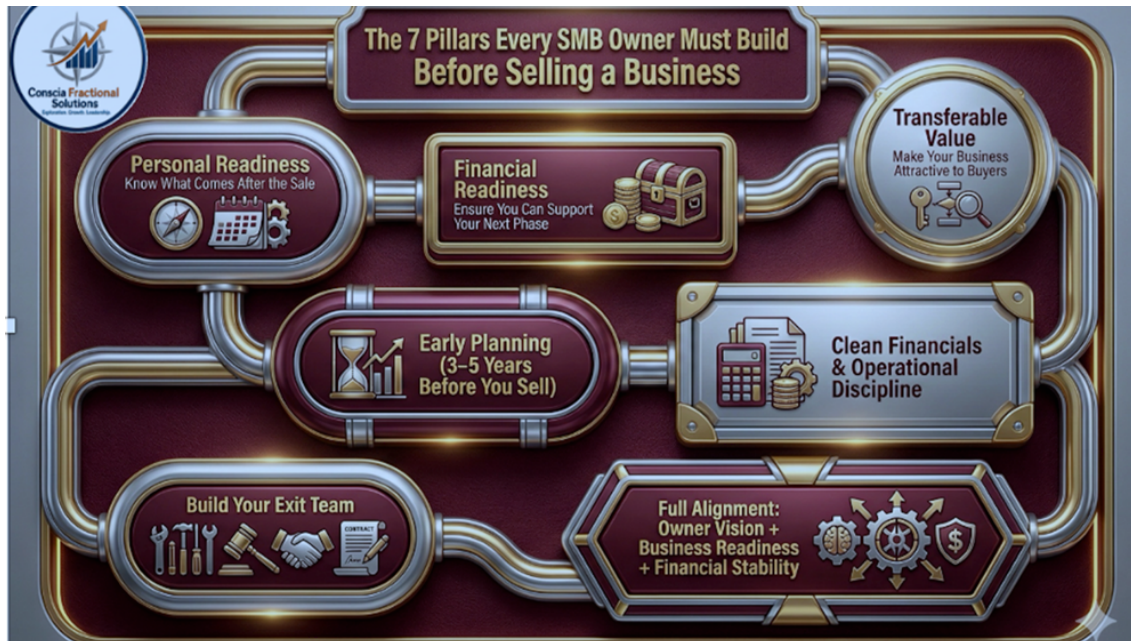 Conscia Fractional
Solutions
Exploration. Growth. Leadership.
The 7 Pillars Every SMB Owner Must Build
Before Selling a Business
Personal Readiness
Know What Comes After the Sale
Financial
Readiness
Ensure You Can Support
Your Next Phase
$
Transferable
Value
Make Your Business
Attractive to Buyers
Early Planning
(3–5 Years
Before You Sell)
Clean Financials
& Operational
Discipline
Build Your Exit Team
CONTRACT
Full Alignment:
Owner Vision +
Business Readiness
+ Financial Stability
$